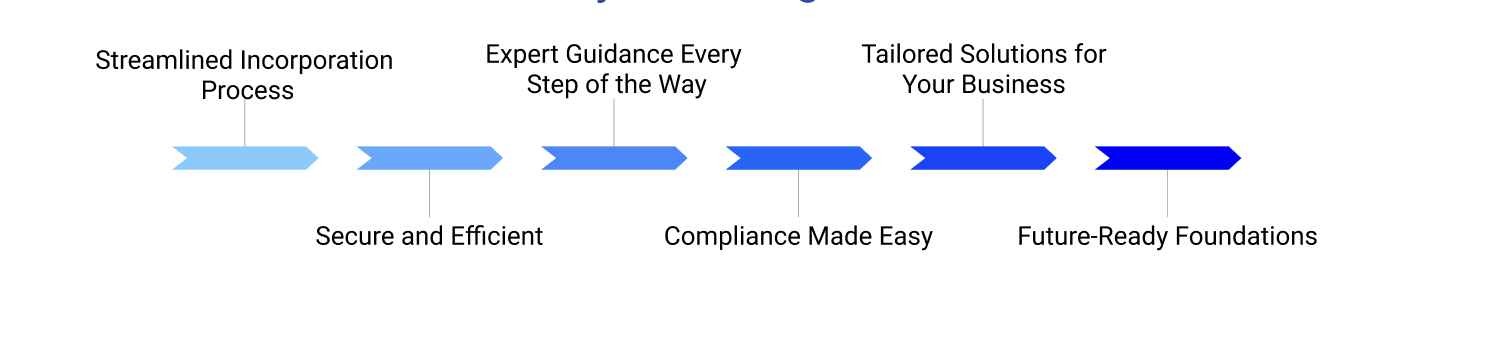 Streamlined Incorporation
Process
Expert Guidance Every
Step of the Way
Tailored Solutions for
Your Business
Secure and Efficient
Compliance Made Easy
Future-Ready Foundations